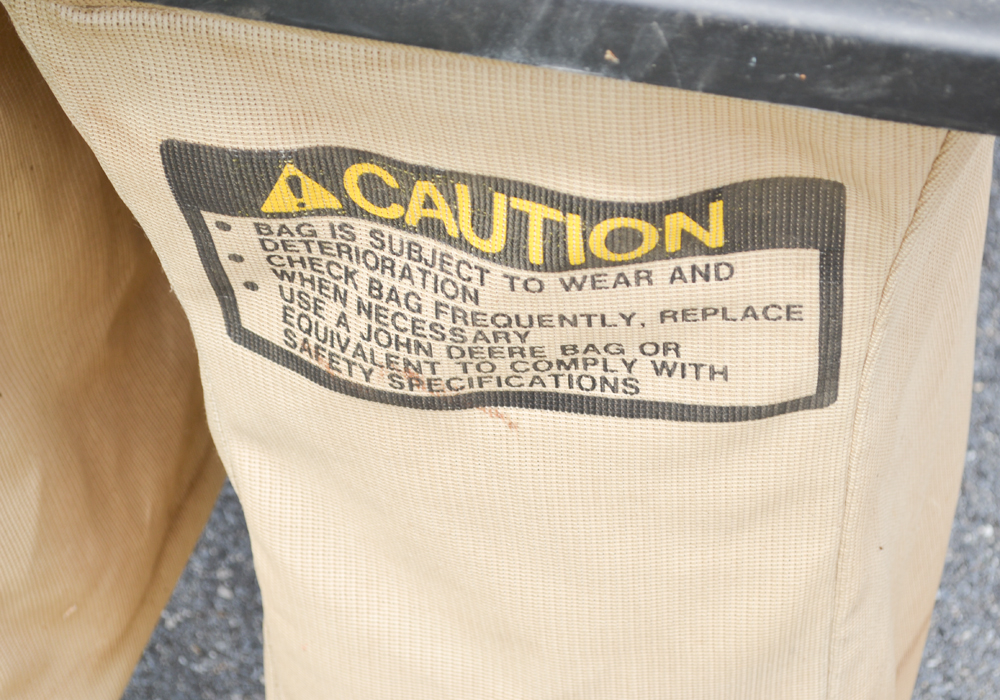 CAUTION
• BAG IS SUBJECT TO WEAR AND
DETERIORATION
• CHECK BAG FREQUENTLY, REPLACE
WHEN NECESSARY
• USE A JOHN DEERE BAG OR
EQUIVALENT TO COMPLY WITH
SAFETY SPECIFICATIONS